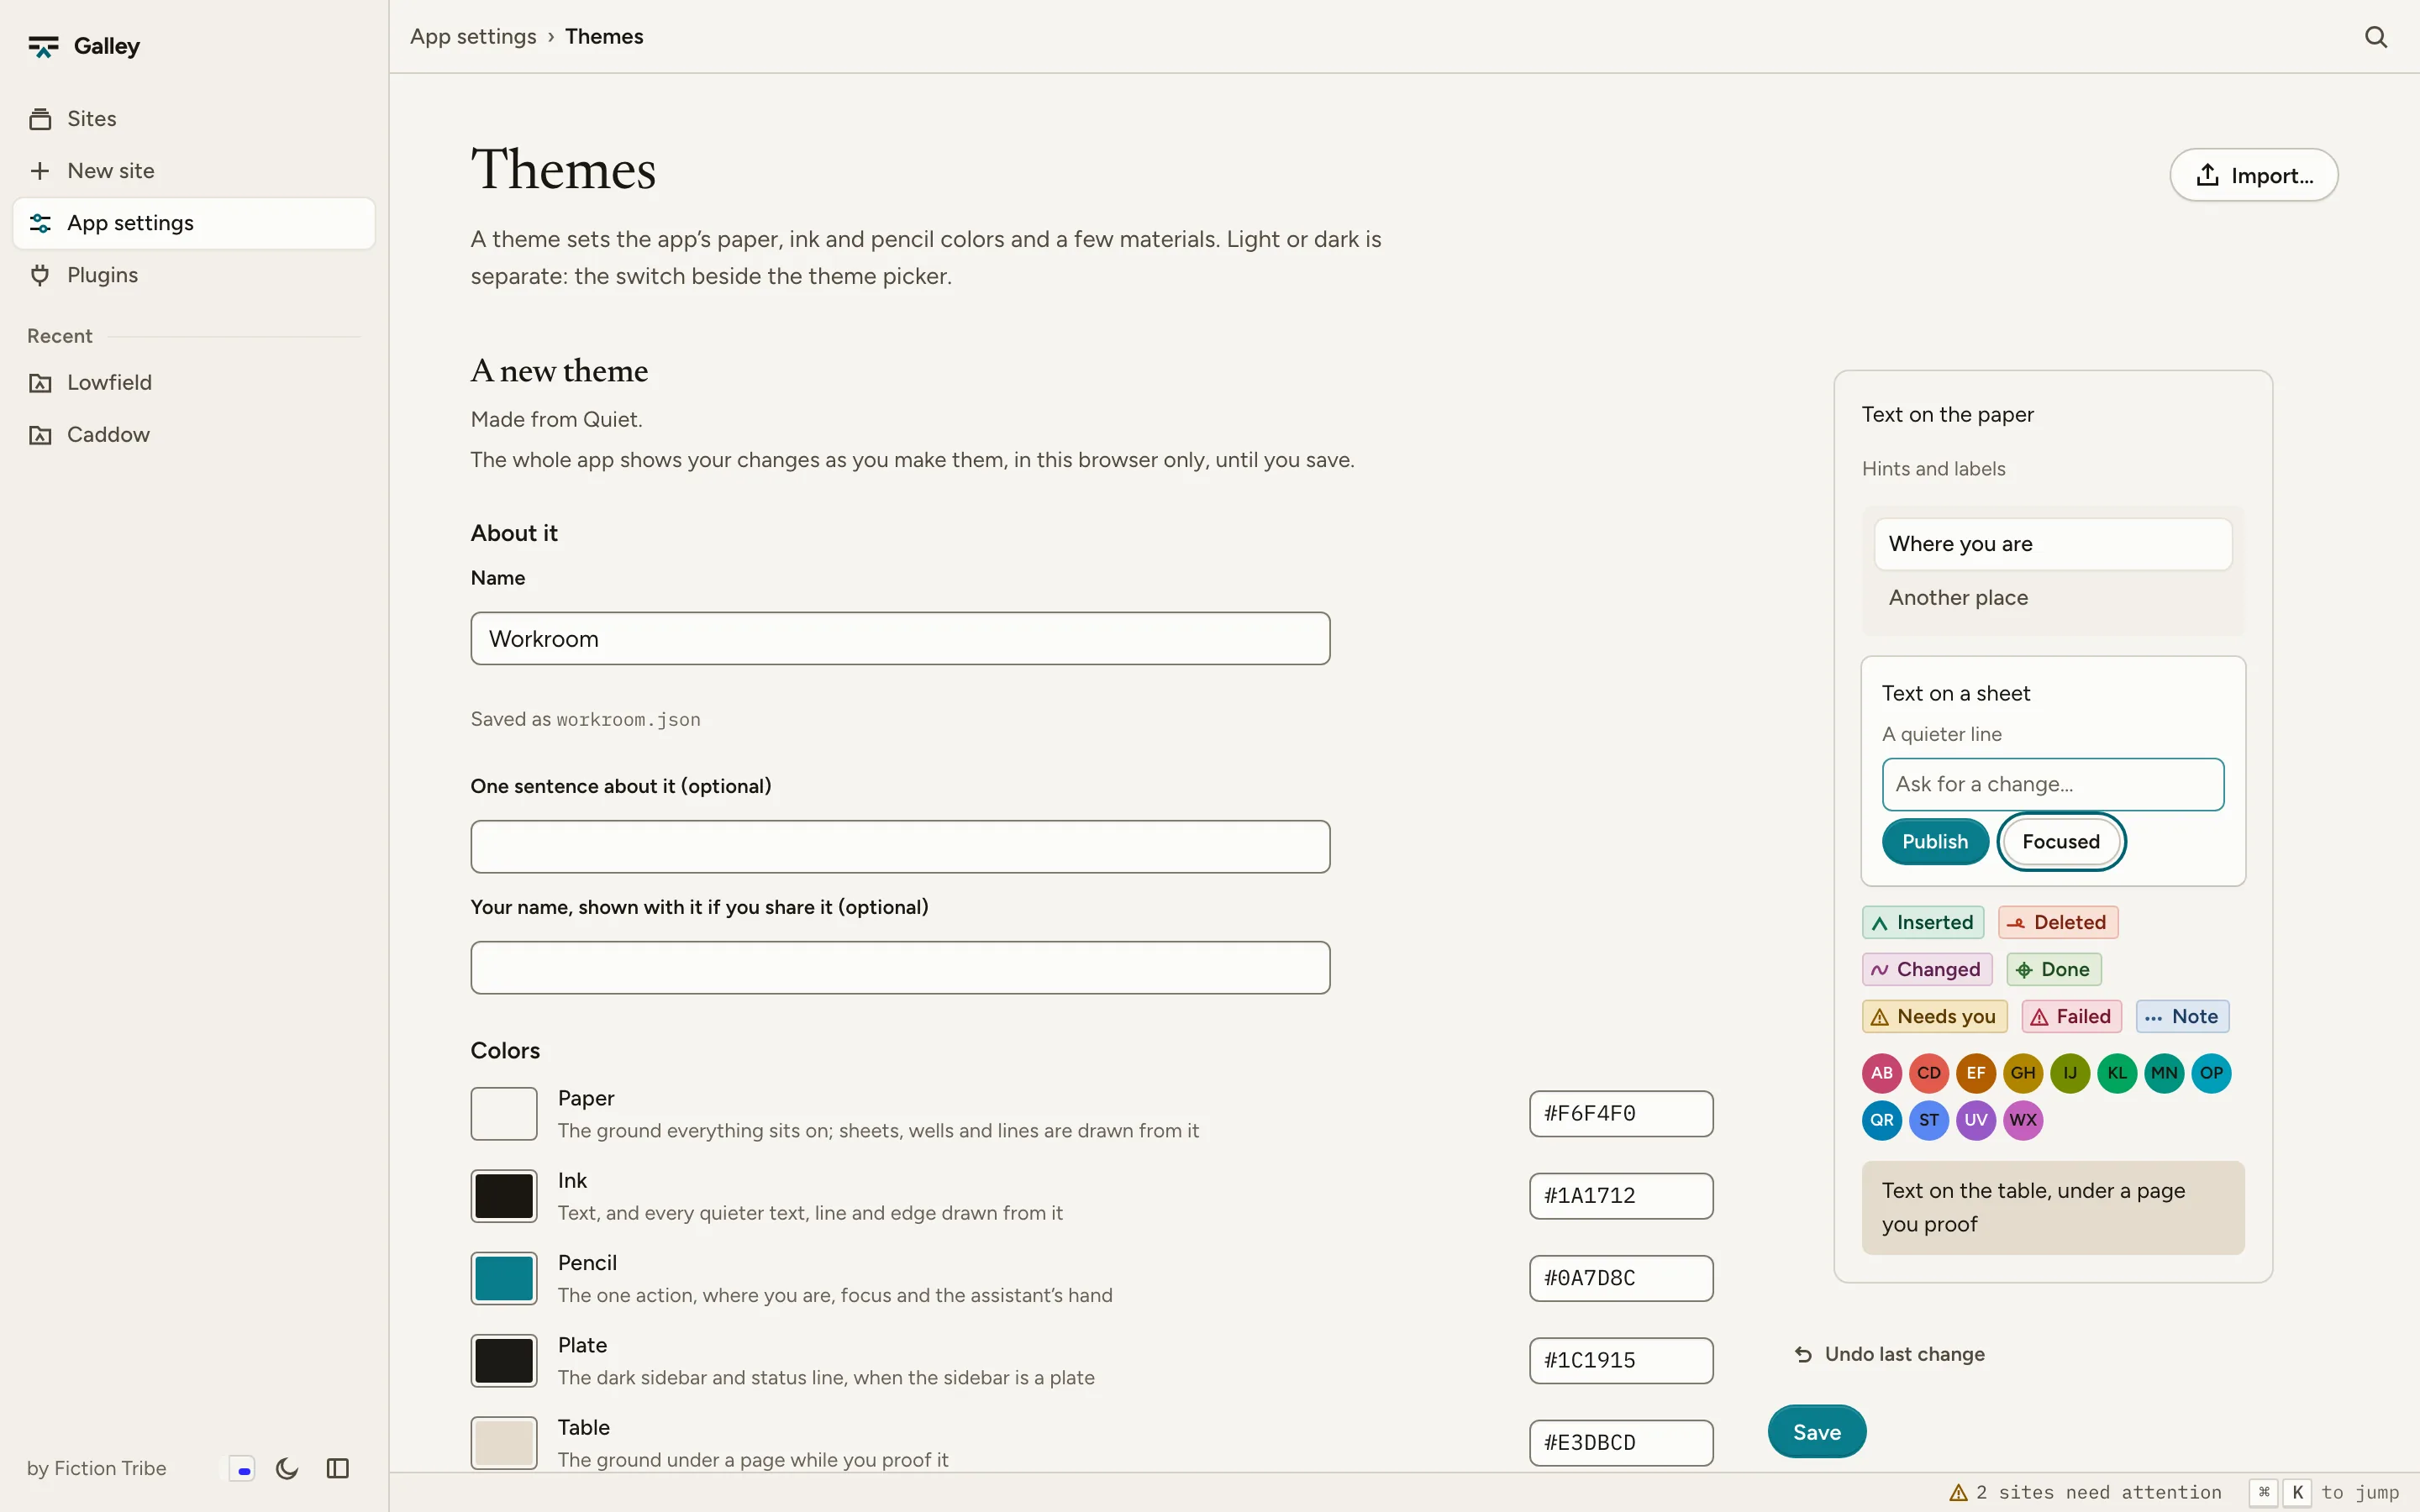 Galley
Sites
New site
App settings
Plugins
Recent
Lowfield
Caddow
by Fiction Tribe
App settings › Themes
Themes
Import...
A theme sets the app's paper, ink and pencil colors and a few materials. Light or dark is
separate: the switch beside the theme picker.
A new theme
Made from Quiet.
The whole app shows your changes as you make them, in this browser only, until you save.
About it
Name
Workroom
Saved as workroom.json
One sentence about it (optional)
Your name, shown with it if you share it (optional)
Colors
Paper
The ground everything sits on; sheets, wells and lines are drawn from it
#F6F4F0
Ink
Text, and every quieter text, line and edge drawn from it
#1A1712
Pencil
The one action, where you are, focus and the assistant's hand
#0A7D8C
Plate
The dark sidebar and status line, when the sidebar is a plate
#1C1915
Table
The ground under a page while you proof it
#E3DBCD
Text on the paper
Hints and labels
Where you are
Another place
Text on a sheet
A quieter line
Ask for a change...
Publish Focused
Inserted Deleted
Changed Done
Needs you Failed Note
AB CD EF GH IJ KL MN OP
QR ST UV WX
Text on the table, under a page
you proof
Undo last change
Save
2 sites need attention ⌘ K to jump